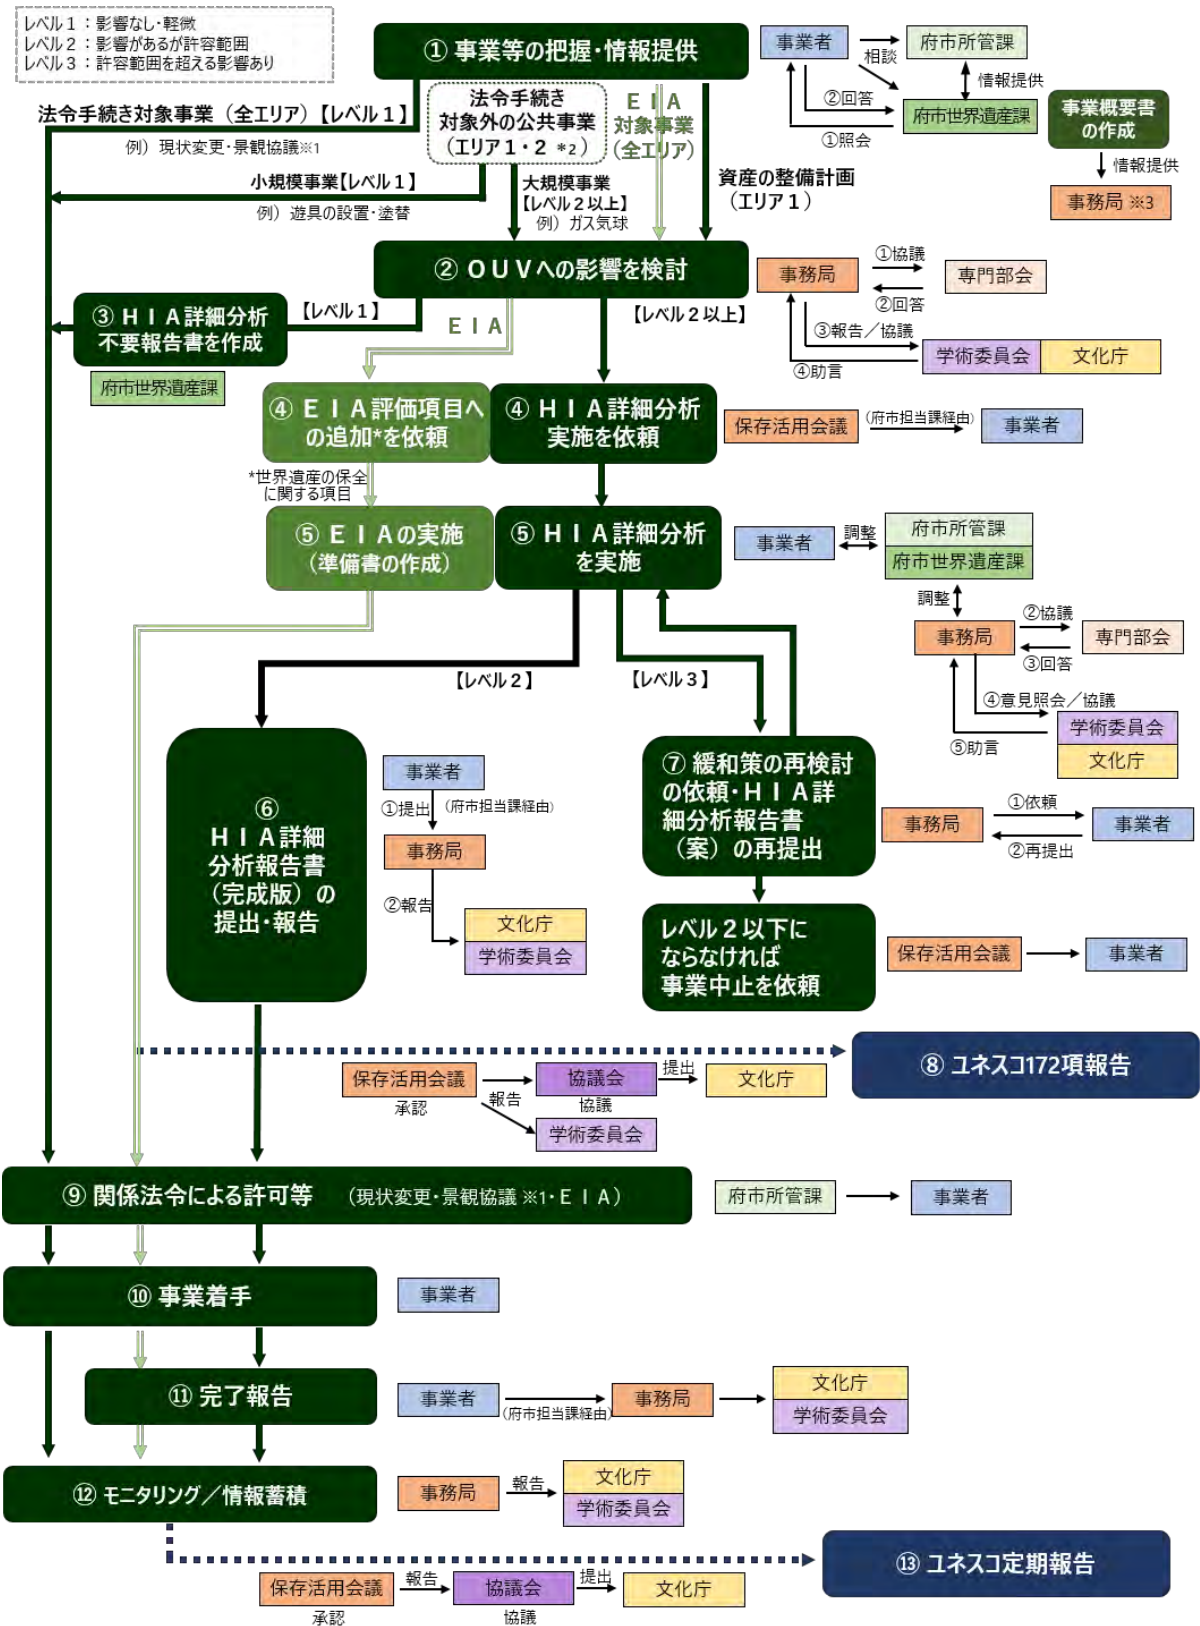 レベル１：影響なし・軽微
レベル２：影響があるが許容範囲
レベル３：許容範囲を超える影響あり
① 事業等の把握・情報提供
事業者
府市所管課
相談
情報提供
②回答
府市世界遺産課
①照会
事業概要書
の作成
情報提供
事務局 ※3
法令手続き対象事業（全エリア）【レベル１】
例）現状変更・景観協議※1
法令手続き
対象外の公共事業
（エリア１・２ *2 ）
ＥＩＡ
対象事業
（全エリア）
小規模事業【レベル１】
例）遊具の設置・塗替
大規模事業
【レベル２以上】
例）ガス気球
資産の整備計画
（エリア１）
② ＯＵＶへの影響を検討
事務局
①協議
専門部会
②回答
③報告／協議
学術委員会
文化庁
④助言
【レベル１】
ＥＩＡ
【レベル２以上】
③ ＨＩＡ詳細分析
不要報告書を作成
府市世界遺産課
④ ＥＩＡ評価項目へ
の追加*を依頼
④ ＨＩＡ詳細分析
実施を依頼
保存活用会議
（府市担当課経由）
事業者
*世界遺産の保全
に関する項目
⑤ ＥＩＡの実施
（準備書の作成）
⑤ ＨＩＡ詳細分析
を実施
事業者
調整
府市所管課
府市世界遺産課
調整
事務局
②協議
専門部会
③回答
④意見照会／協議
学術委員会
文化庁
⑤助言
【レベル２】
【レベル３】
⑥
ＨＩＡ詳細
分析報告書
（完成版）の
提出・報告
事業者
①提出
（府市担当課経由）
事務局
②報告
文化庁
学術委員会
⑦ 緩和策の再検討
の依頼・ＨＩＡ詳
細分析報告書
（案）の再提出
事務局
①依頼
事業者
②再提出
レベル２以下に
ならなければ
事業中止を依頼
保存活用会議
事業者
⑧ ユネスコ172項報告
保存活用会議
承認
報告
協議会
協議
提出
文化庁
学術委員会
⑨ 関係法令による許可等 （現状変更・景観協議 ※1・ＥＩＡ）
府市所管課
事業者
⑩ 事業着手
事業者
⑪ 完了報告
事業者
（府市担当課経由）
事務局
文化庁
学術委員会
⑫ モニタリング／情報蓄積
事務局
報告
文化庁
学術委員会
⑬ ユネスコ定期報告
保存活用会議
承認
報告
協議会
協議
提出
文化庁